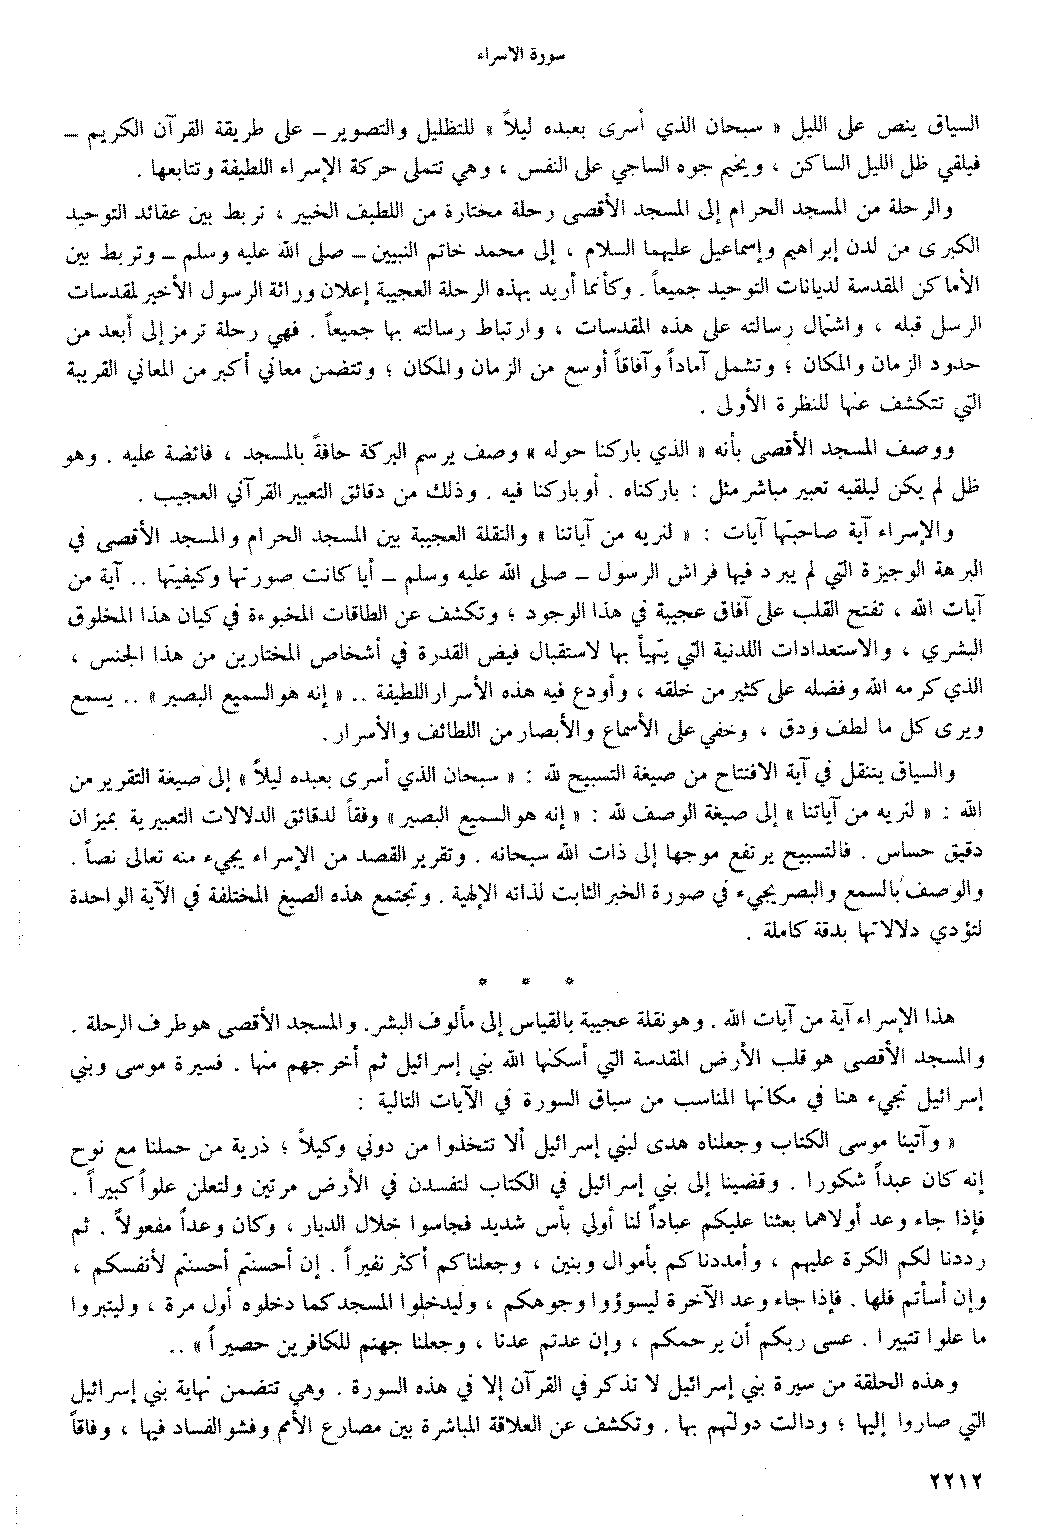 سورة الاسراء
السياق ينص على الليل « سبحان الذي أسرى بعبده ليلاً » للتظليل والتصوير – على طريقة القرآن الكريم –
فيلقي ظل الليل الساكن ، ويخيم جوه الساجي على النفس ، وهي تتملى حركة الإسراء اللطيفة وتتابعها .
والرحلة من المسجد الحرام إلى المسجد الأقصى رحلة مختارة من اللطيف الخبير ، تربط بين عقائد التوحيد
الكبرى من لدن إبراهيم وإسماعيل عليهما السلام ، إلى محمد خاتم النبيين – صلى الله عليه وسلم – وتربط بين
الأماكن المقدسة لديانات التوحيد جميعاً . وكأنما أريد بهذه الرحلة العجيبة إعلان وراثة الرسول الأخير لمقدسات
الرسل قبله ، واشتمال رسالته على هذه المقدسات ، وارتباط رسالته بها جميعاً . فهي رحلة ترمز إلى أبعد من
حدود الزمان والمكان ؛ وتشمل آماداً وآفاقاً أوسع من الزمان والمكان ؛ وتتضمن معاني أكبر من المعاني القريبة
التي تتكشف عنها للنظرة الأولى .
ووصف المسجد الأقصى بأنه « الذي باركنا حوله » وصف يرسم البركة حافةً بالمسجد ، فائضة عليه . وهو
ظل لم يكن ليلقيه تعبير مباشر مثل : باركناه . أو باركنا فيه . وذلك من دقائق التعبير القرآني العجيب .
والإسراء آية صاحبتها آيات : « لنريه من آياتنا » والنقلة العجيبة بين المسجد الحرام والمسجد الأقصى في
البرهة الوجيزة التي لم يبرد فيها فراش الرسول – صلى الله عليه وسلم – أيا كانت صورتها وكيفيتها .. آية من
آيات الله ، تفتح القلب على آفاق عجيبة في هذا الوجود ؛ وتكشف عن الطاقات المخبوءة في كيان هذا المخلوق
البشري ، والاستعدادات اللدنية التي يتهيأ بها لاستقبال فيض القدرة في أشخاص المختارين من هذا الجنس ،
الذي كرمه الله وفضله على كثير من خلقه ، وأودع فيه هذه الأسرار اللطيفة .. « إنه هو السميع البصير » .. يسمع
ويرى كل ما لطف ودق ، وخفي على الأسماع والأبصار من اللطائف والأسرار .
والسياق يتنقل في آية الافتتاح من صيغة التسبيح لله : « سبحان الذي أسرى بعبده ليلاً » إلى صيغة التقرير من
الله : « لنريه من آياتنا » إلى صيغة الوصف لله : « إنه هو السميع البصير » وفقاً لدقائق الدلالات التعبيرية بميزان
دقيق حساس . فالتسبيح يرتفع موجها إلى ذات الله سبحانه . وتقرير القصد من الإسراء يجيء منه تعالى نصاً .
والوصف بالسمع والبصر يجيء في صورة الخبر الثابت لذاته الإلهية . وتجتمع هذه الصيغ المختلفة في الآية الواحدة
لتؤدي دلالاتها بدقة كاملة .
* * *
هذا الإسراء آية من آيات الله . وهو نقلة عجيبة بالقياس إلى مألوف البشر . والمسجد الأقصى هو طرف الرحلة .
والمسجد الأقصى هو قلب الأرض المقدسة التي أسكنها الله بني إسرائيل ثم أخرجهم منها . فسيرة موسى وبني
إسرائيل تجيء هنا في مكانها المناسب من سياق السورة في الآيات التالية :
« وآتينا موسى الكتاب وجعلناه هدى لبني إسرائيل ألا تتخذوا من دوني وكيلاً ؛ ذرية من حملنا مع نوح
إنه كان عبداً شكورا . وقضينا إلى بني إسرائيل في الكتاب لتفسدن في الأرض مرتين ولتعلن علواً كبيراً .
فإذا جاء وعد أولاهما بعثنا عليكم عباداً لنا أولي بأس شديد فجاسوا خلال الديار ، وكان وعداً مفعولاً . ثم
رددنا لكم الكرة عليهم ، وأمددناكم بأموال وبنين ، وجعلناكم أكثر نفيراً . إن أحسنتم أحسنتم لأنفسكم ،
وإن أسأتم فلها . فإذا جاء وعد الآخرة ليسوؤوا وجوهكم ، وليدخلوا المسجد كما دخلوه أول مرة ، وليتبروا
ما علوا تتبيرا . عسى ربكم أن يرحمكم ، وإن عدتم عدنا ، وجعلنا جهنم للكافرين حصيراً » ..
وهذه الحلقة من سيرة بني إسرائيل لا تذكر في القرآن إلا في هذه السورة . وهي تتضمن نهاية بني إسرائيل
التي صاروا إليها ؛ ودالت دولتهم بها . وتكشف عن العلاقة المباشرة بين مصارع الأمم وفشو الفساد فيها ، وفاقاً
٢٢١٢